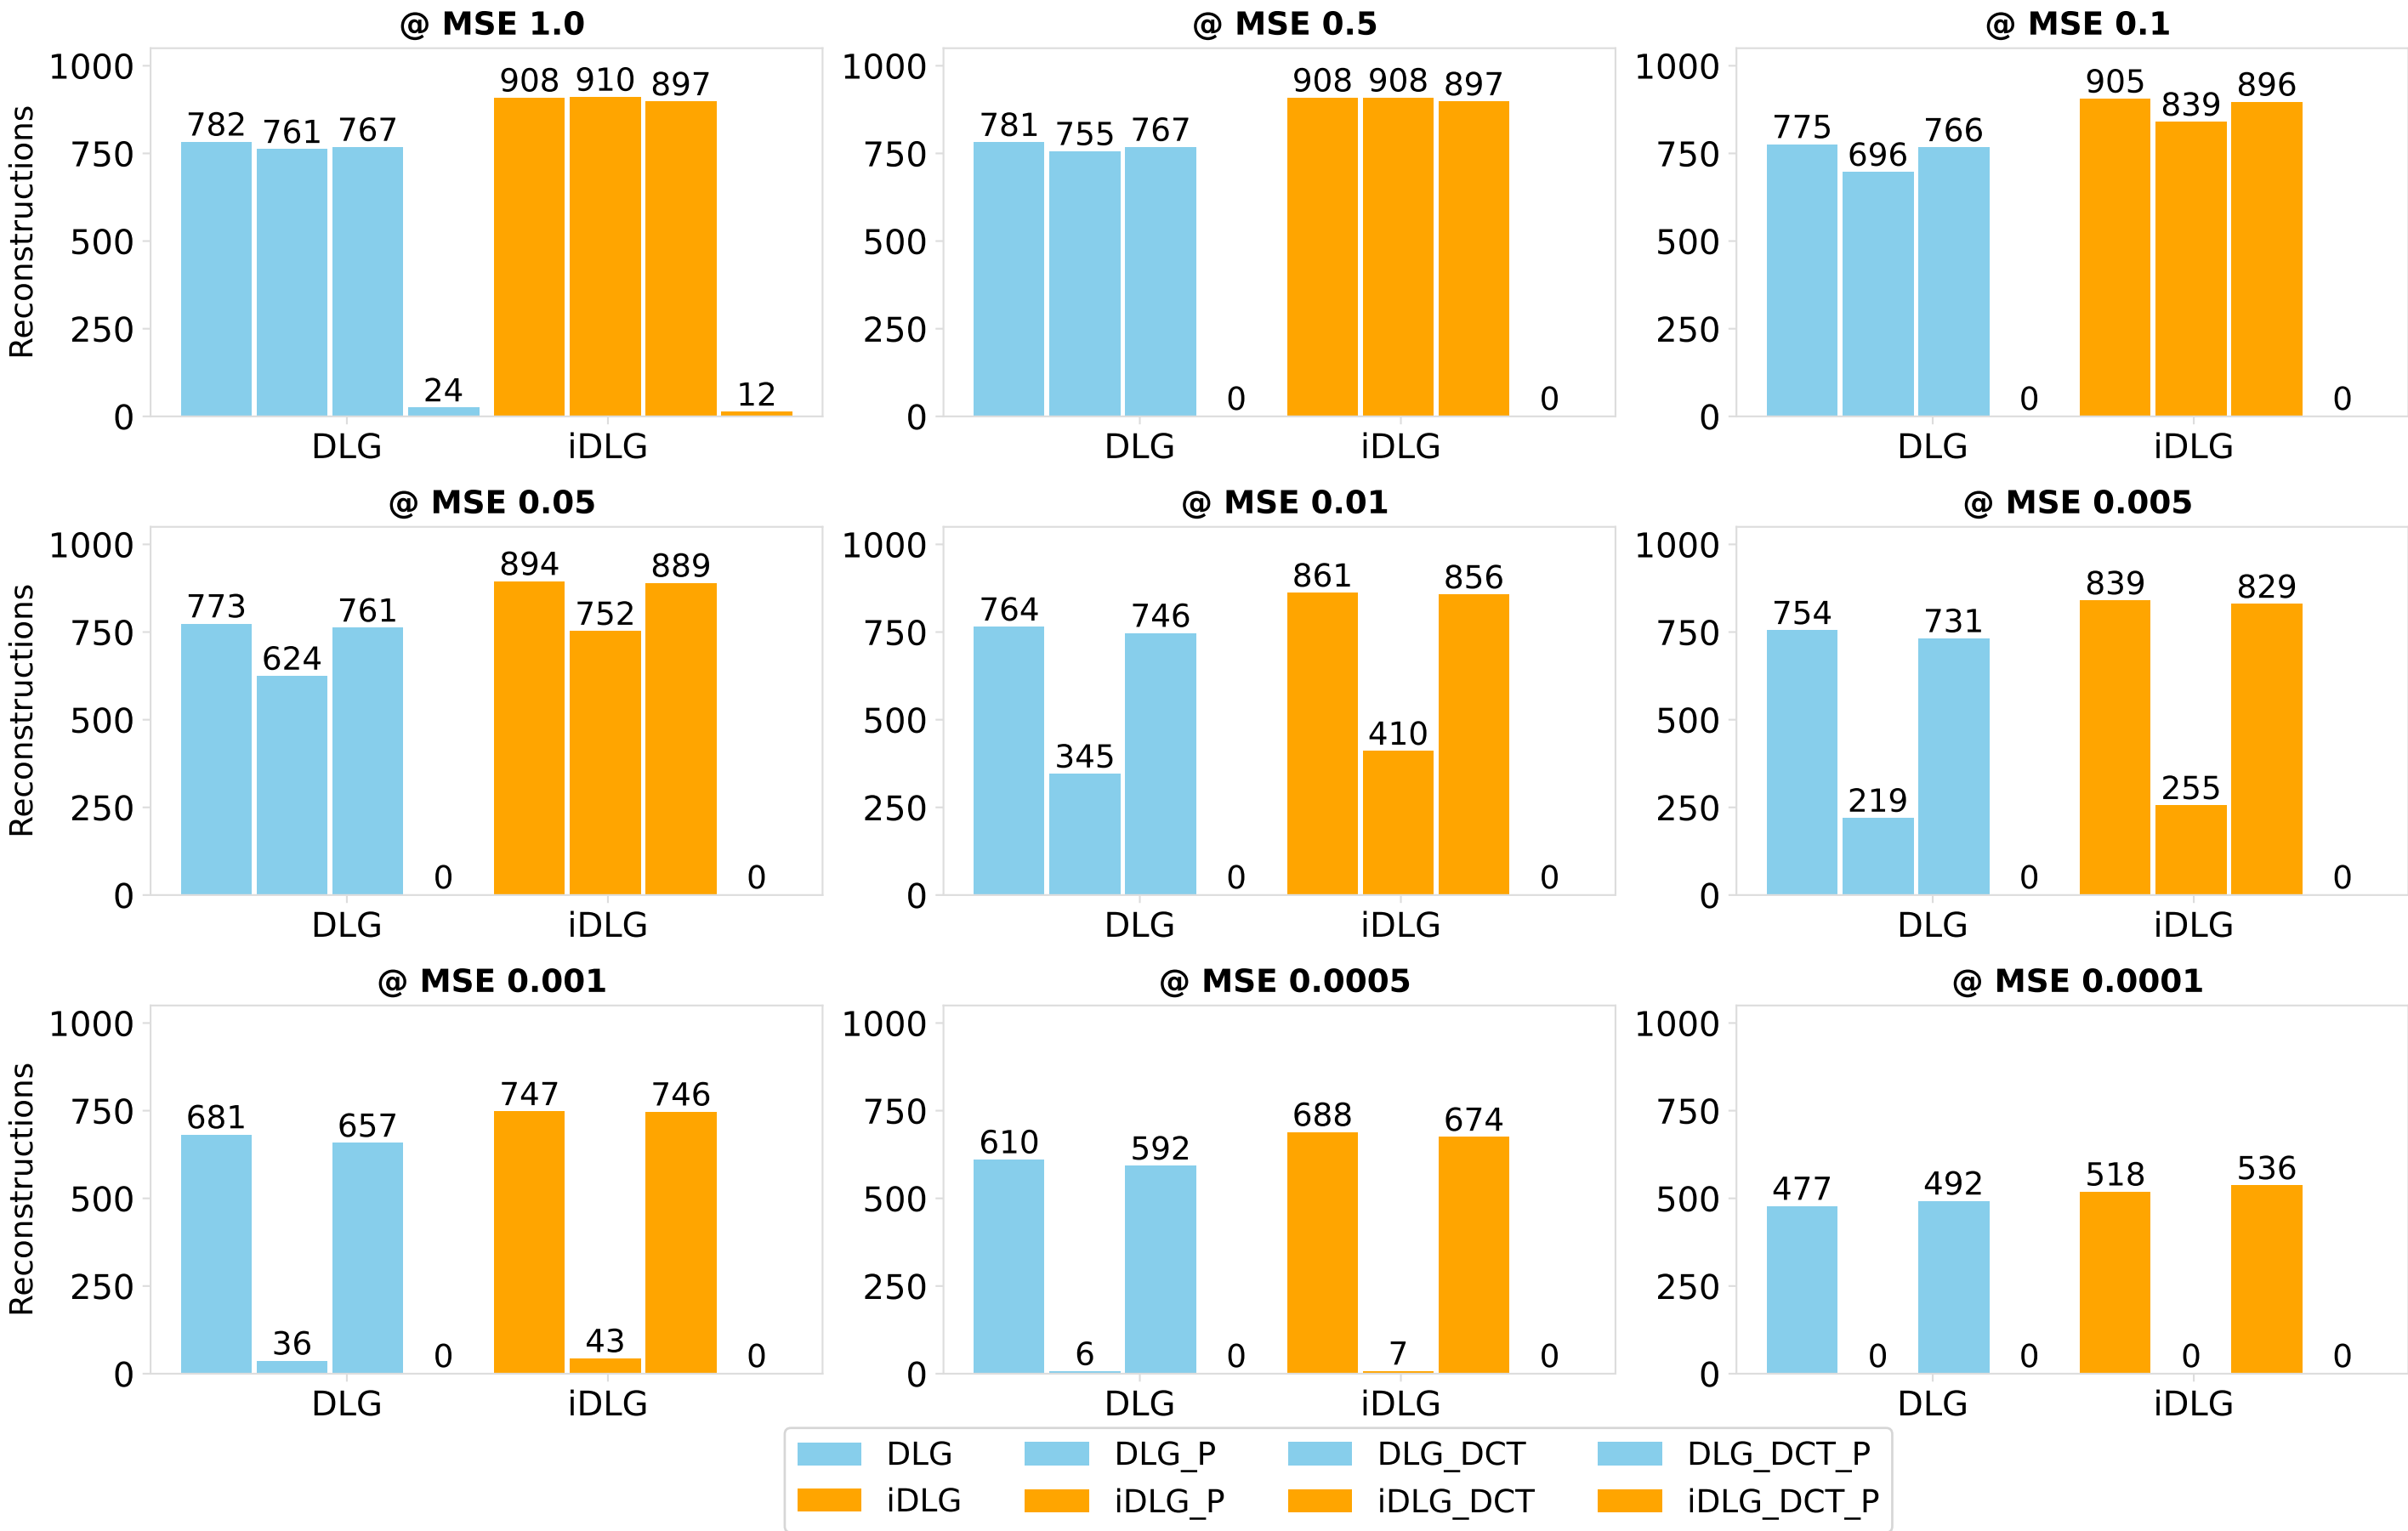 @ MSE 1.0
@ MSE 0.5
@ MSE 0.1
Reconstructions
1000
750
500
250
0
782 761 767 24 908 910 897 12
DLG iDLG
1000
750
500
250
0
781 755 767 0 908 908 897 0
DLG iDLG
1000
750
500
250
0
775 696 766 0 905 839 896 0
DLG iDLG
@ MSE 0.05
@ MSE 0.01
@ MSE 0.005
Reconstructions
1000
750
500
250
0
773 624 761 0 894 752 889 0
DLG iDLG
1000
750
500
250
0
764 345 746 0 861 410 856 0
DLG iDLG
1000
750
500
250
0
754 219 731 0 839 255 829 0
DLG iDLG
@ MSE 0.001
@ MSE 0.0005
@ MSE 0.0001
Reconstructions
1000
750
500
250
0
681 36 657 0 747 43 746 0
DLG iDLG
1000
750
500
250
0
610 6 592 0 688 7 674 0
DLG iDLG
1000
750
500
250
0
477 0 492 0 518 0 536 0
DLG iDLG
DLG DLG_P DLG_DCT DLG_DCT_P
iDLG iDLG_P iDLG_DCT iDLG_DCT_P